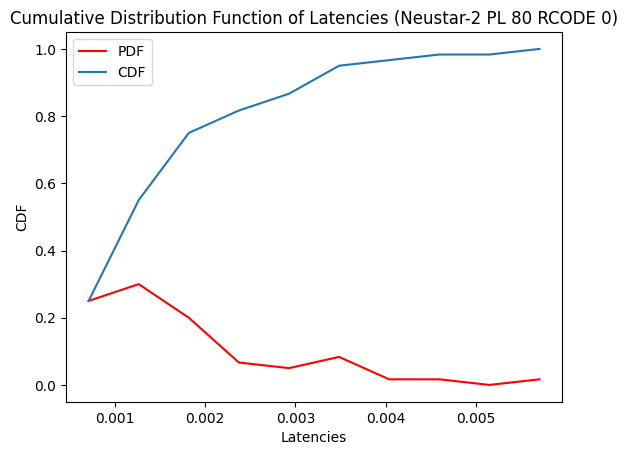 Cumulative Distribution Function of Latencies (Neustar-2 PL 80 RCODE 0)
PDF
CDF
1.0
0.8
0.6
0.4
0.2
0.0
CDF
0.001
0.002
0.003
0.004
0.005
Latencies